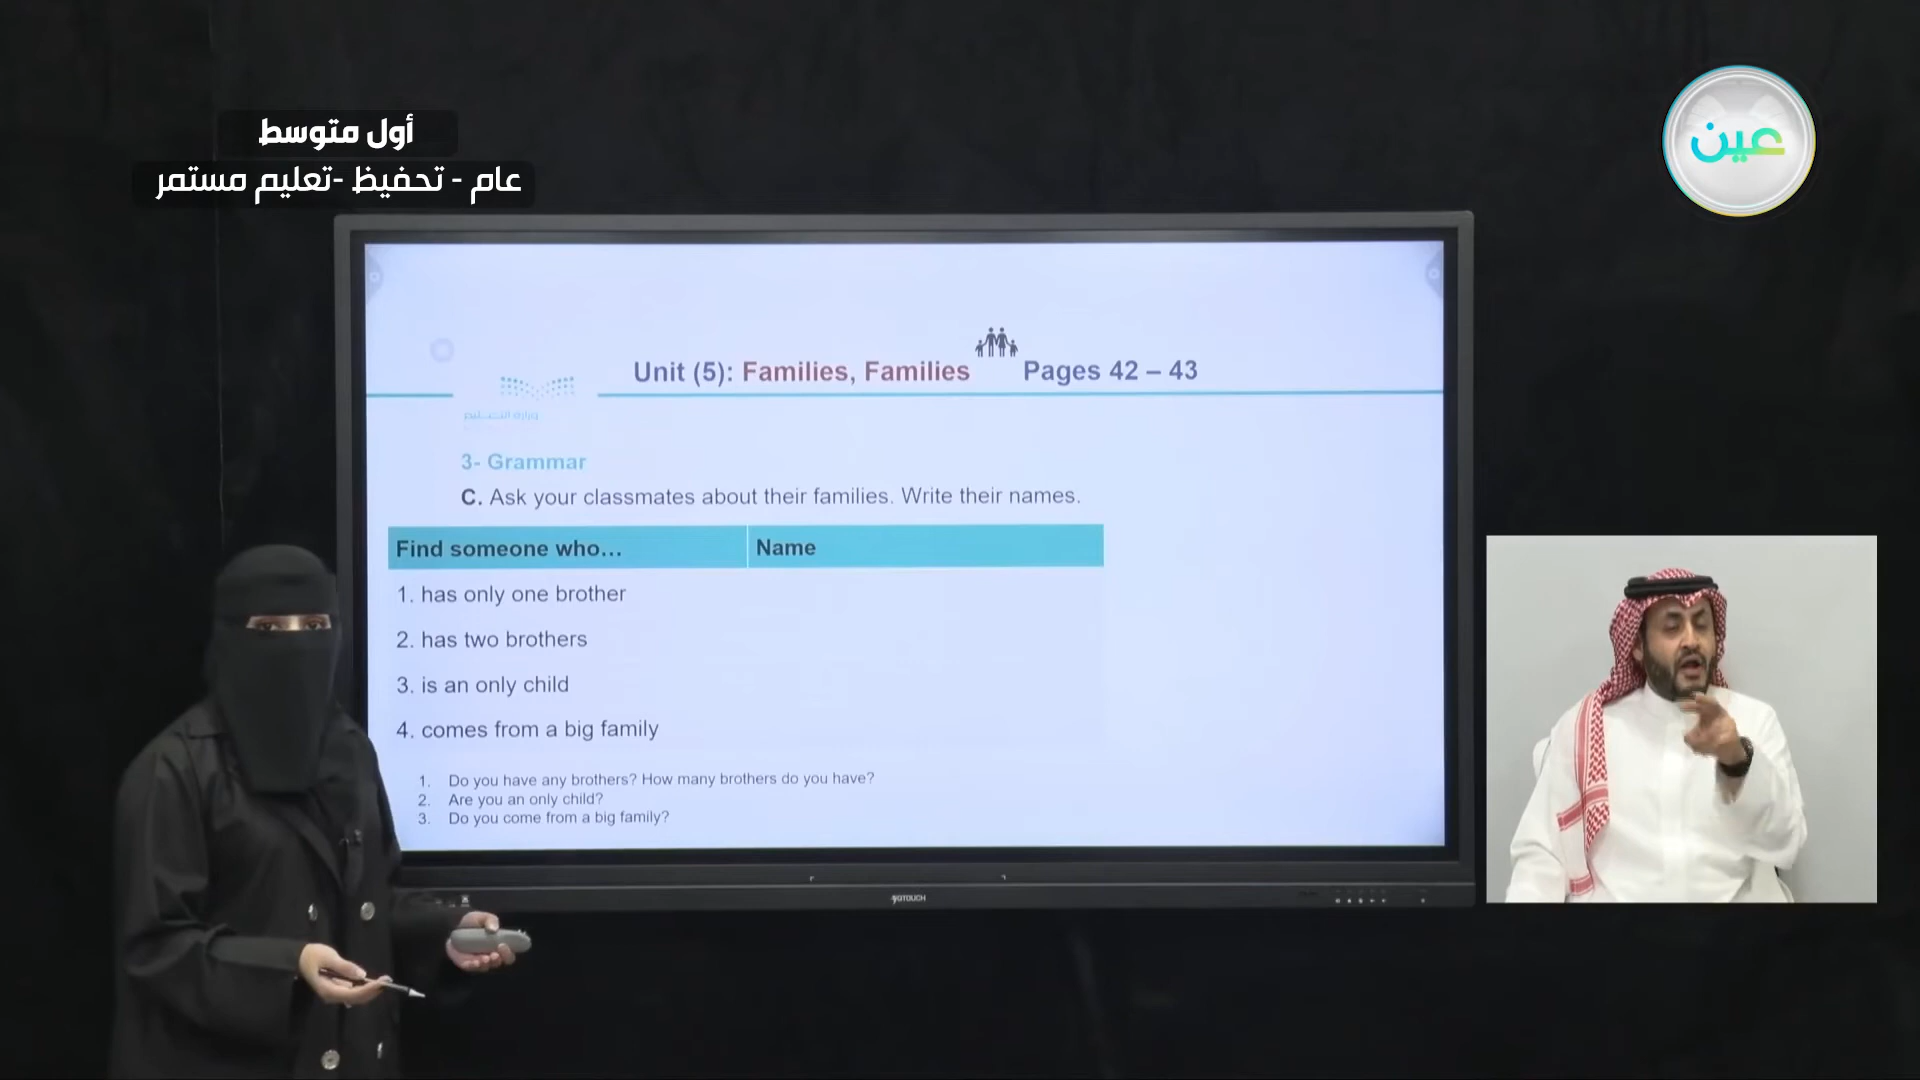 أول متوسط
عام - تحفيظ -تعليم مستمر
عين
Unit (5): Families, Families Pages 42 – 43
وزارة التعليم
3- Grammar
C. Ask your classmates about their families. Write their names.
Find someone who... Name
1. has only one brother
2. has two brothers
3. is an only child
4. comes from a big family
1. Do you have any brothers? How many brothers do you have?
2. Are you an only child?
3. Do you come from a big family?